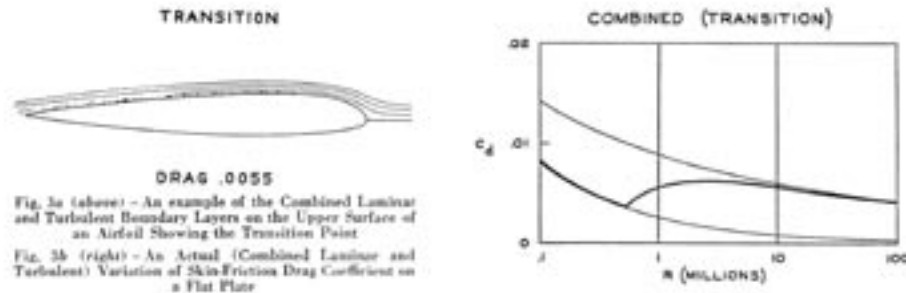 TRANSITION
DRAG .0055
Fig. 3a (above) – An example of the Combined Laminar
and Turbulent Boundary Layers on the Upper Surface of
an Airfoil Showing the Transition Point
Fig. 3b (right) – An Actual (Combined Laminar and
Turbulent) Variation of Skin-Friction Drag Coefficient on
a Flat Plate
COMBINED (TRANSITION)
.02
.01
Cd
0
.1
1
10
100
R (MILLIONS)